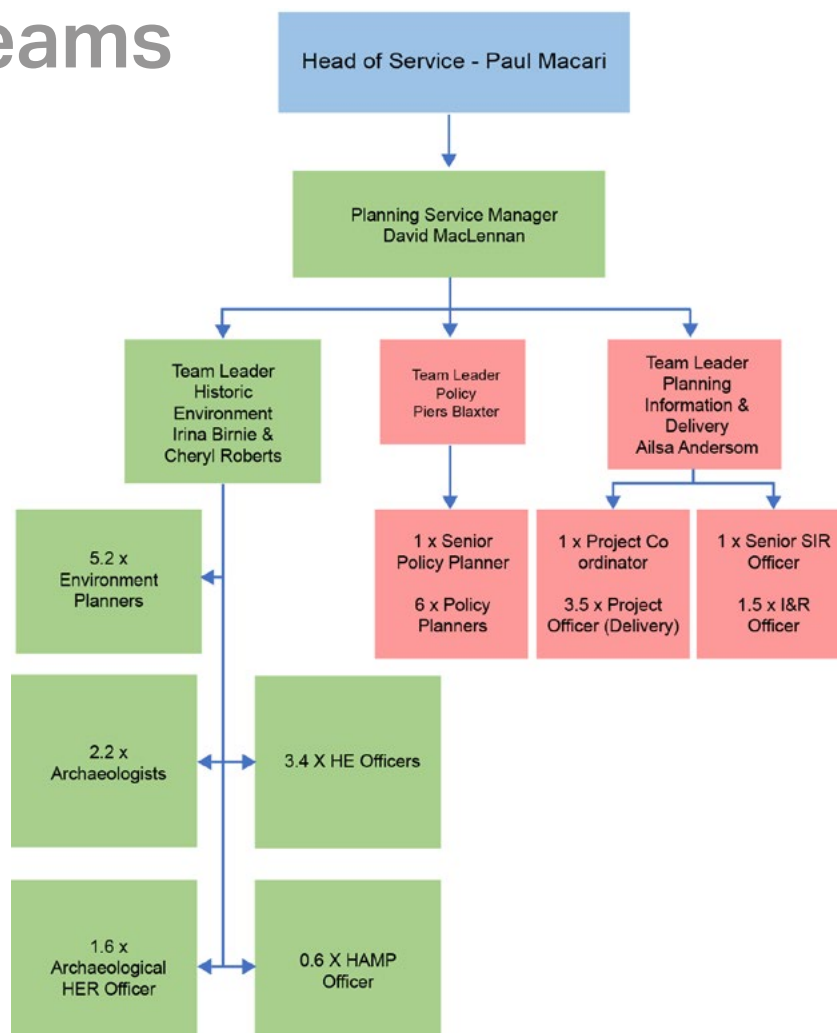 eams
Head of Service - Paul Macari
Planning Service Manager
David MacLennan
Team Leader
Historic
Environment
Irina Birnie &
Cheryl Roberts
Team Leader
Policy
Piers Blaxter
Team Leader
Planning
Information &
Delivery
Ailsa Andersom
5.2 x
Environment
Planners
1 x Senior
Policy Planner
6 x Policy
Planners
1 x Project Co
ordinator
3.5 x Project
Officer (Delivery)
1 x Senior SIR
Officer
1.5 x I&R
Officer
2.2 x
Archaeologists
3.4 X HE Officers
1.6 x
Archaeological
HER Officer
0.6 X HAMP
Officer